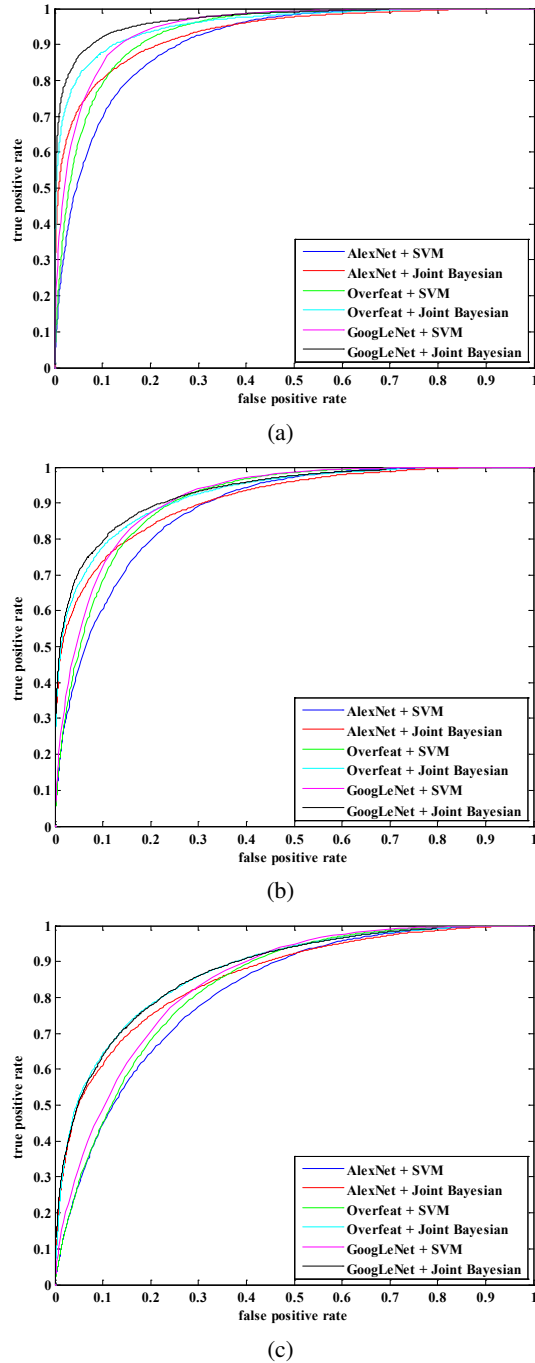 1
0.9
0.8
0.7
0.6
0.5
0.4
0.3
0.2
0.1
0
true positive rate
AlexNet + SVM
AlexNet + Joint Bayesian
Overfeat + SVM
Overfeat + Joint Bayesian
GoogLeNet + SVM
GoogLeNet + Joint Bayesian
0 0.1 0.2 0.3 0.4 0.5 0.6 0.7 0.8 0.9 1
false positive rate
(a)
1
0.9
0.8
0.7
0.6
0.5
0.4
0.3
0.2
0.1
0
true positive rate
AlexNet + SVM
AlexNet + Joint Bayesian
Overfeat + SVM
Overfeat + Joint Bayesian
GoogLeNet + SVM
GoogLeNet + Joint Bayesian
0 0.1 0.2 0.3 0.4 0.5 0.6 0.7 0.8 0.9 1
false positive rate
(b)
1
0.9
0.8
0.7
0.6
0.5
0.4
0.3
0.2
0.1
0
true positive rate
AlexNet + SVM
AlexNet + Joint Bayesian
Overfeat + SVM
Overfeat + Joint Bayesian
GoogLeNet + SVM
GoogLeNet + Joint Bayesian
0 0.1 0.2 0.3 0.4 0.5 0.6 0.7 0.8 0.9 1
false positive rate
(c)